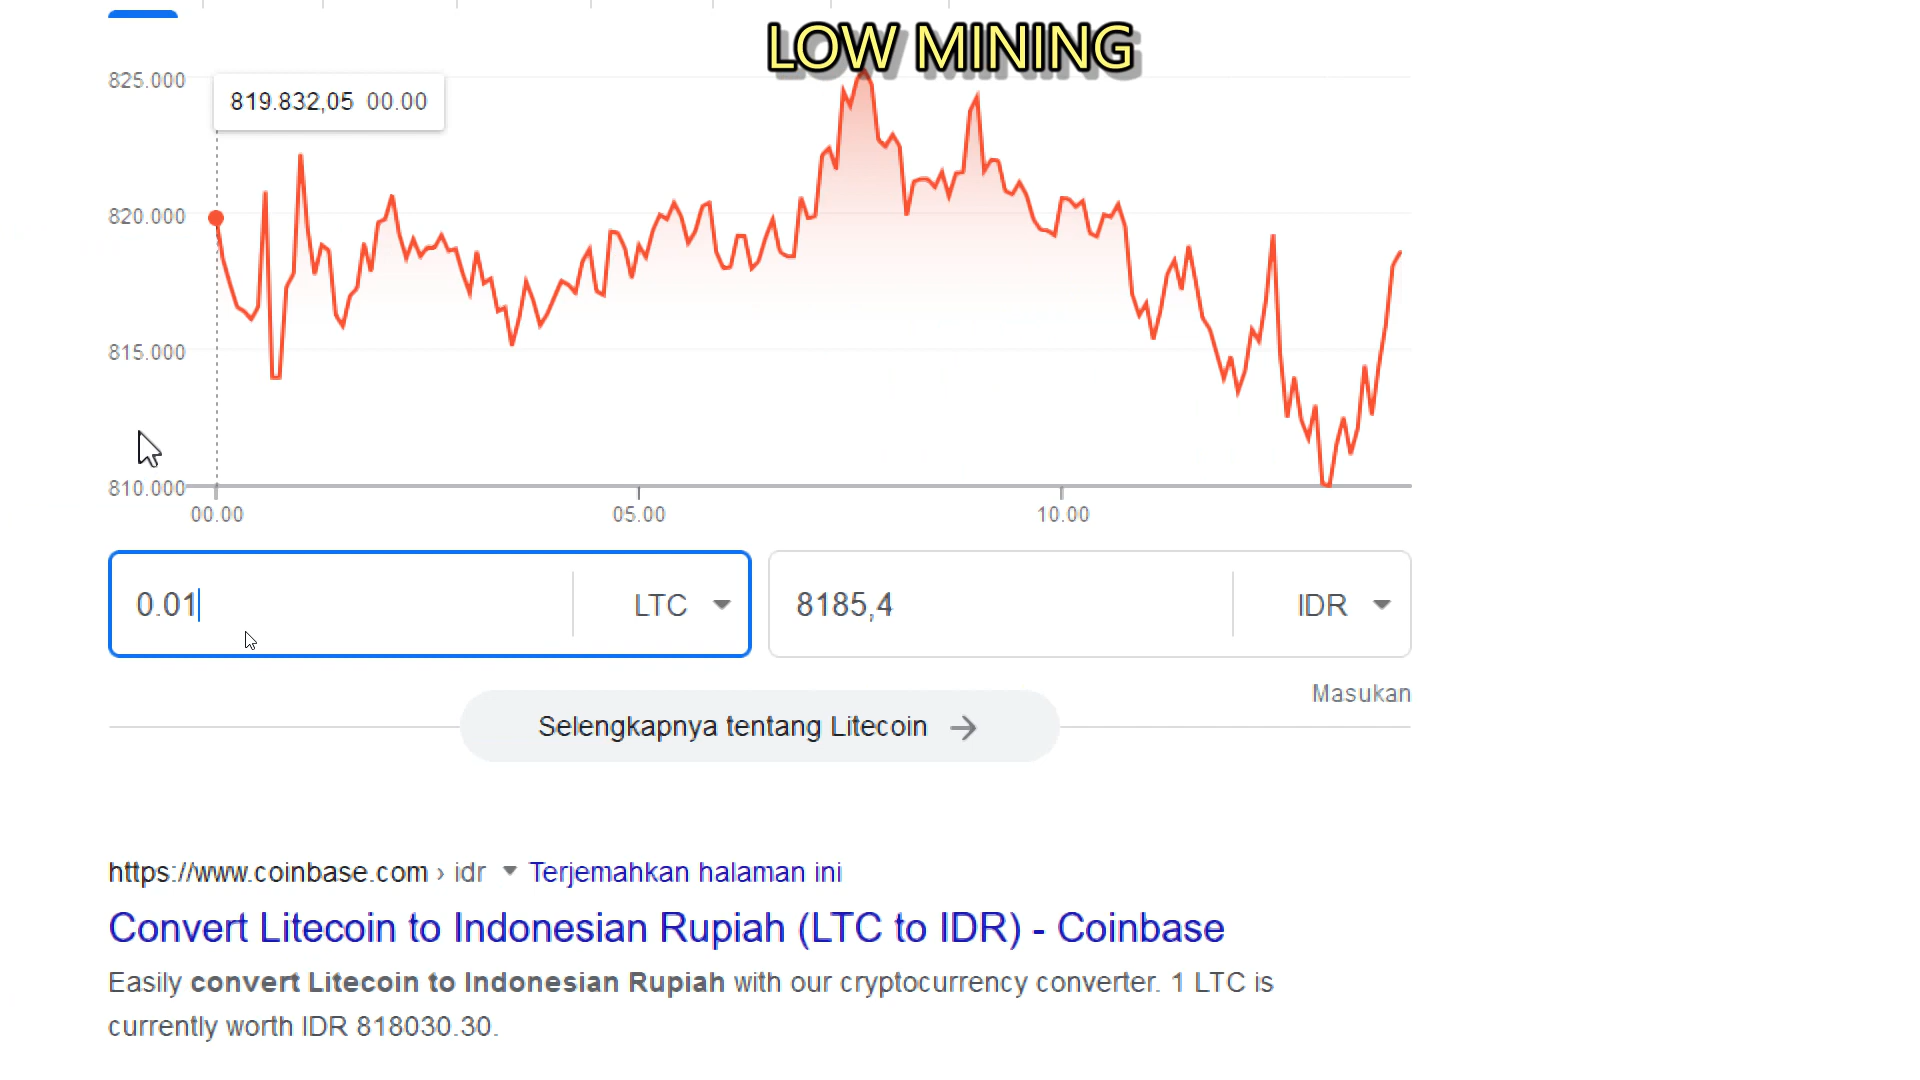 LOW MINING
825.000
819.832,05 00.00
820.000
815.000
810.000
00.00 05.00 10.00
0.01 LTC 8185,4 IDR
Masukan
Selengkapnya tentang Litecoin
https://www.coinbase.com › idr Terjemahkan halaman ini
Convert Litecoin to Indonesian Rupiah (LTC to IDR) - Coinbase
Easily convert Litecoin to Indonesian Rupiah with our cryptocurrency converter. 1 LTC is
currently worth IDR 818030.30.